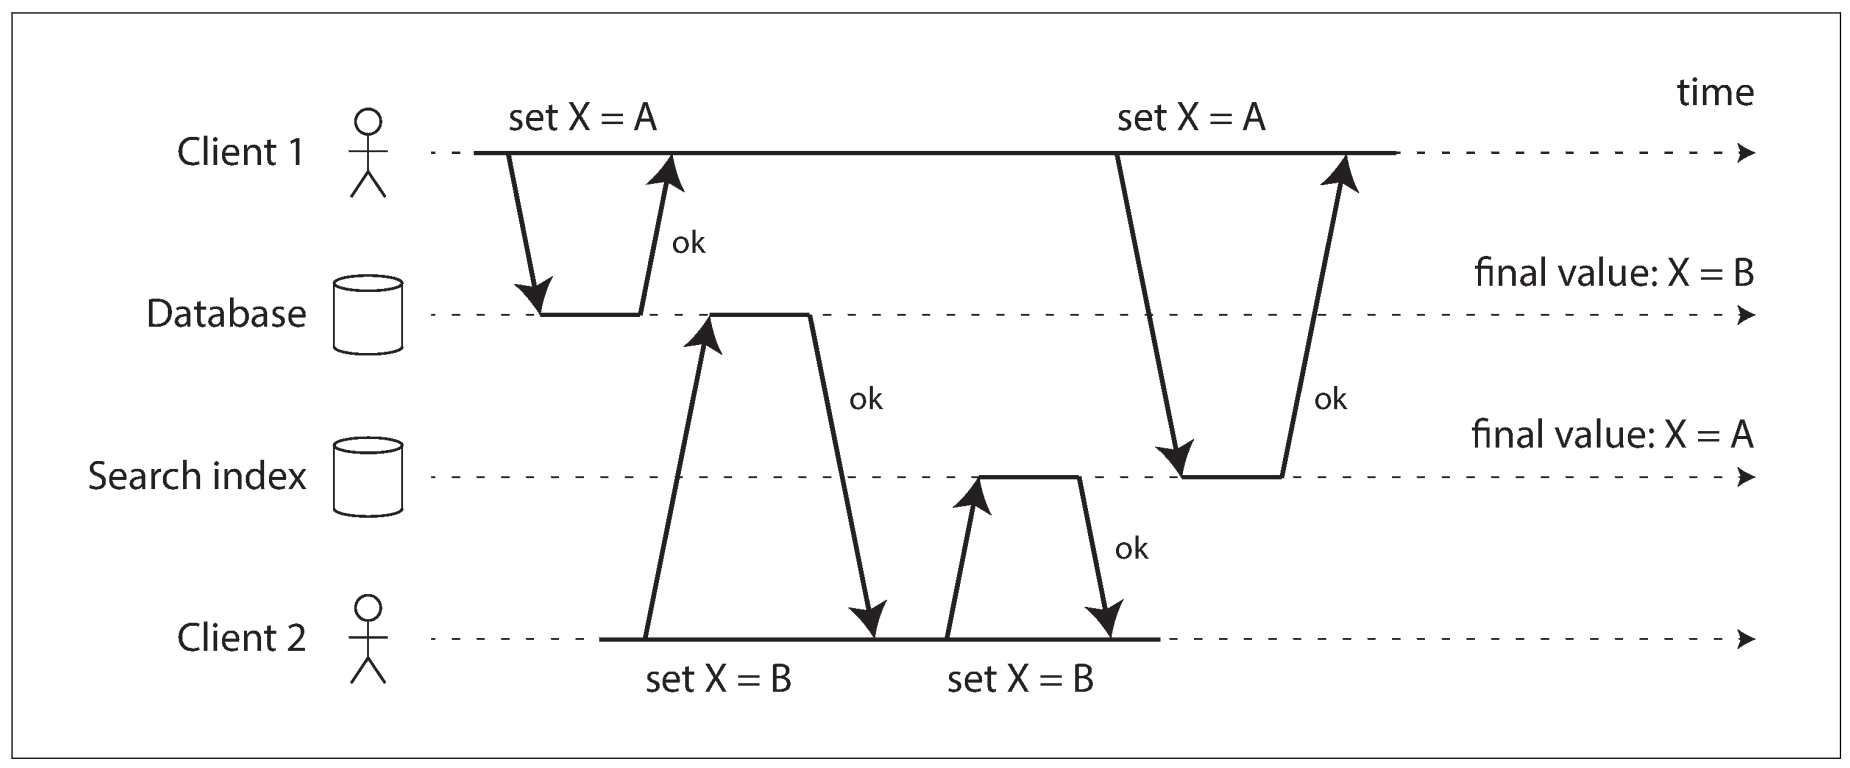 time
set X = A
set X = A
Client 1
ok
final value: X = B
Database
ok
ok
final value: X = A
Search index
ok
Client 2
set X = B
set X = B